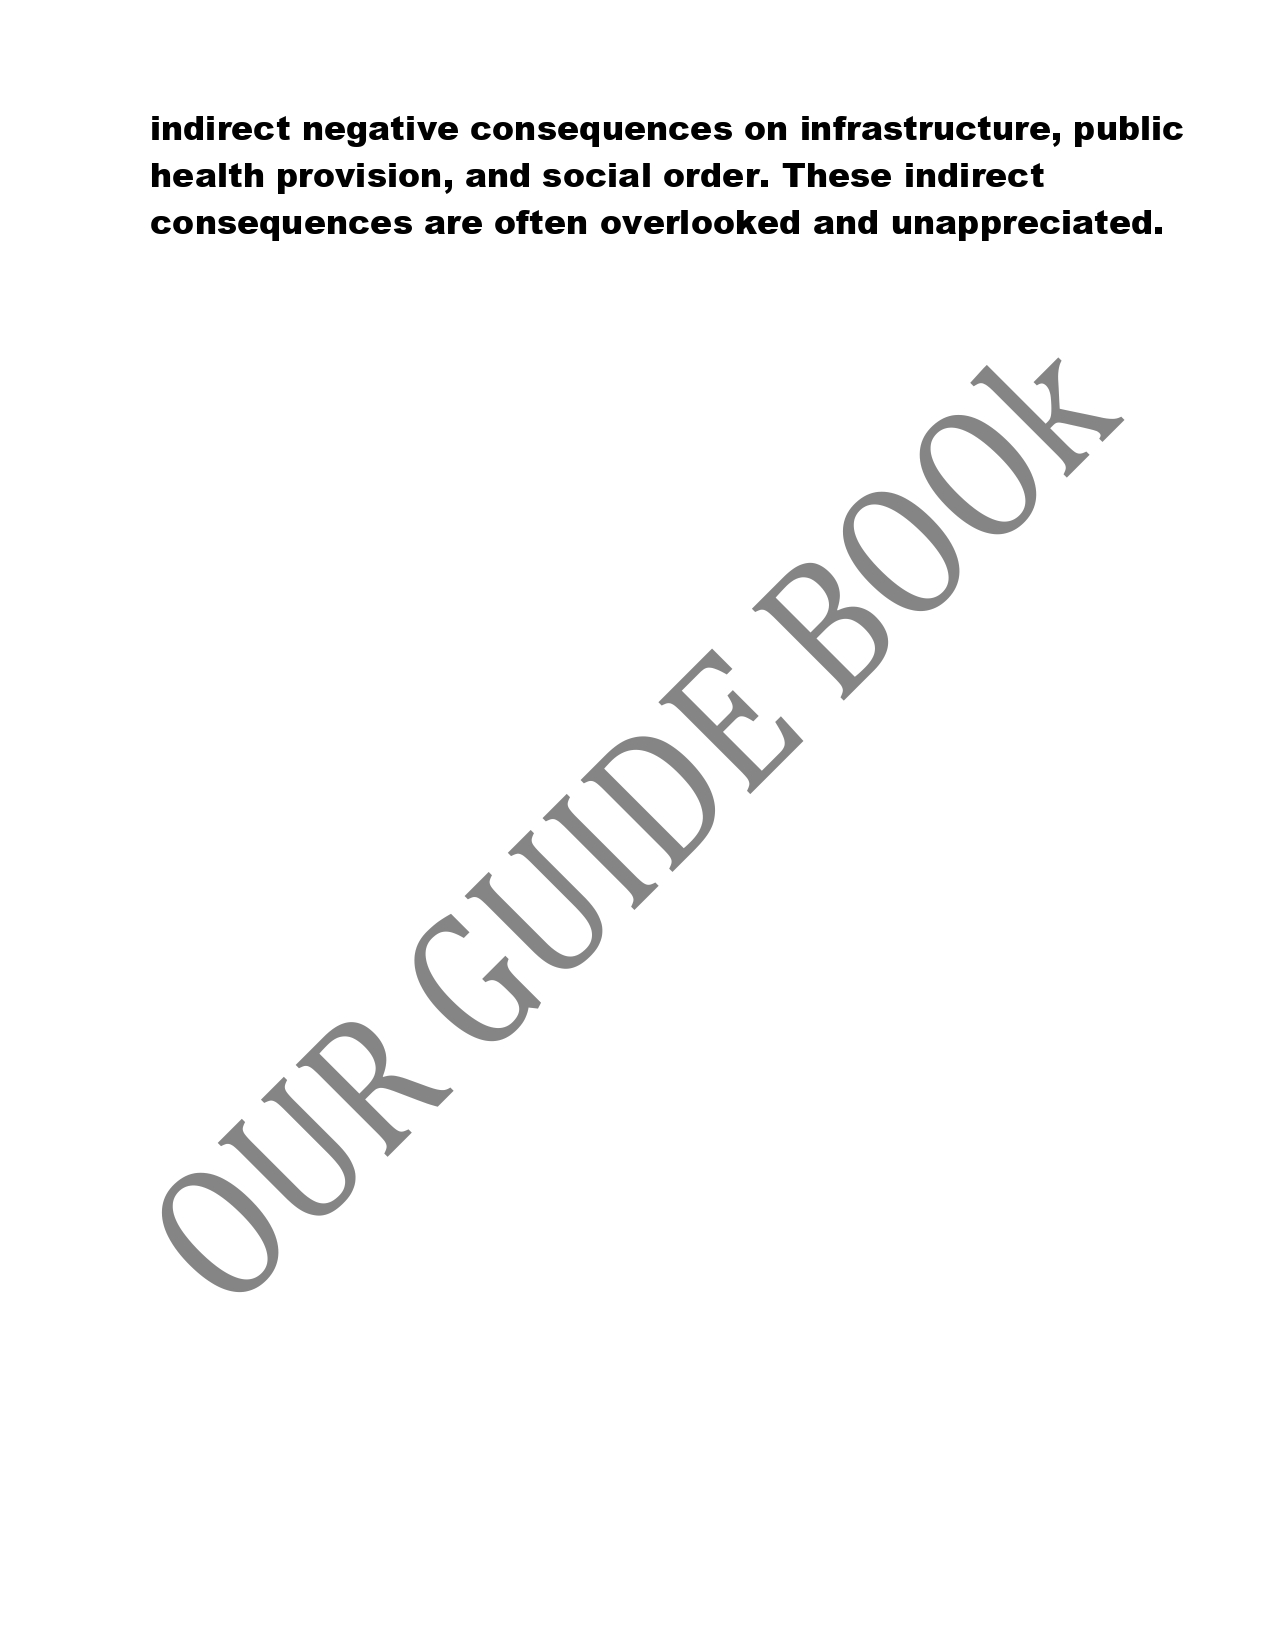 indirect negative consequences on infrastructure, public
health provision, and social order. These indirect
consequences are often overlooked and unappreciated.
OUR GUIDE BOOk